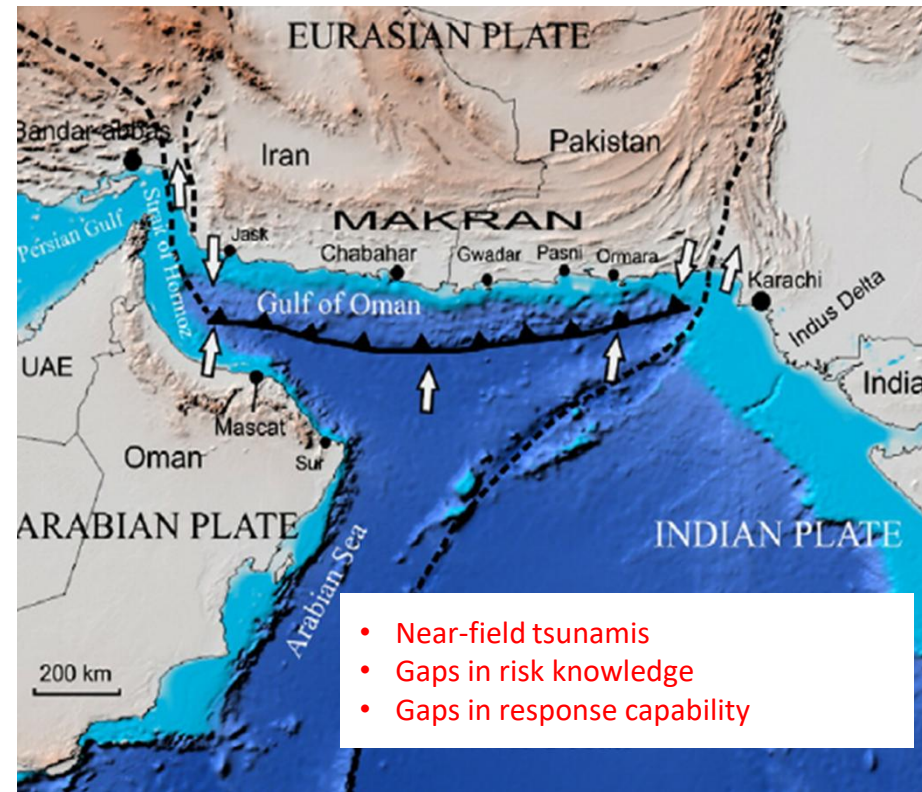 EURASIAN PLATE
Bandar-abbas
Iran
Pakistan
Persian Gulf
Strait of Hormoz
MAKRAN
Jask
Chabahar
Gwadar
Pasni
Ormara
Karachi
Gulf of Oman
Indus Delta
UAE
India
Mascat
Oman
Sur
ARABIAN PLATE
INDIAN PLATE
Arabian Sea
200 km
• Near-field tsunamis
• Gaps in risk knowledge
• Gaps in response capability